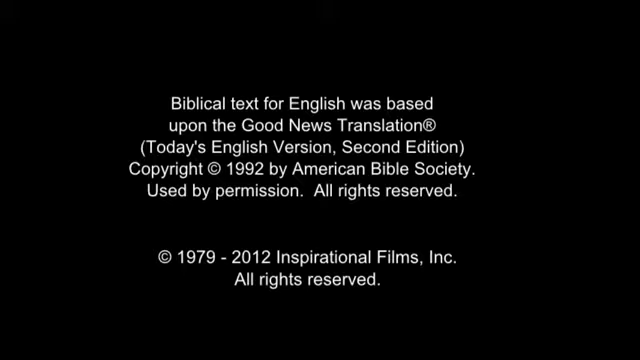 Biblical text for English was based
upon the Good News Translation®
(Today's English Version, Second Edition)
Copyright © 1992 by American Bible Society.
Used by permission.  All rights reserved.
© 1979 - 2012 Inspirational Films, Inc.
All rights reserved.